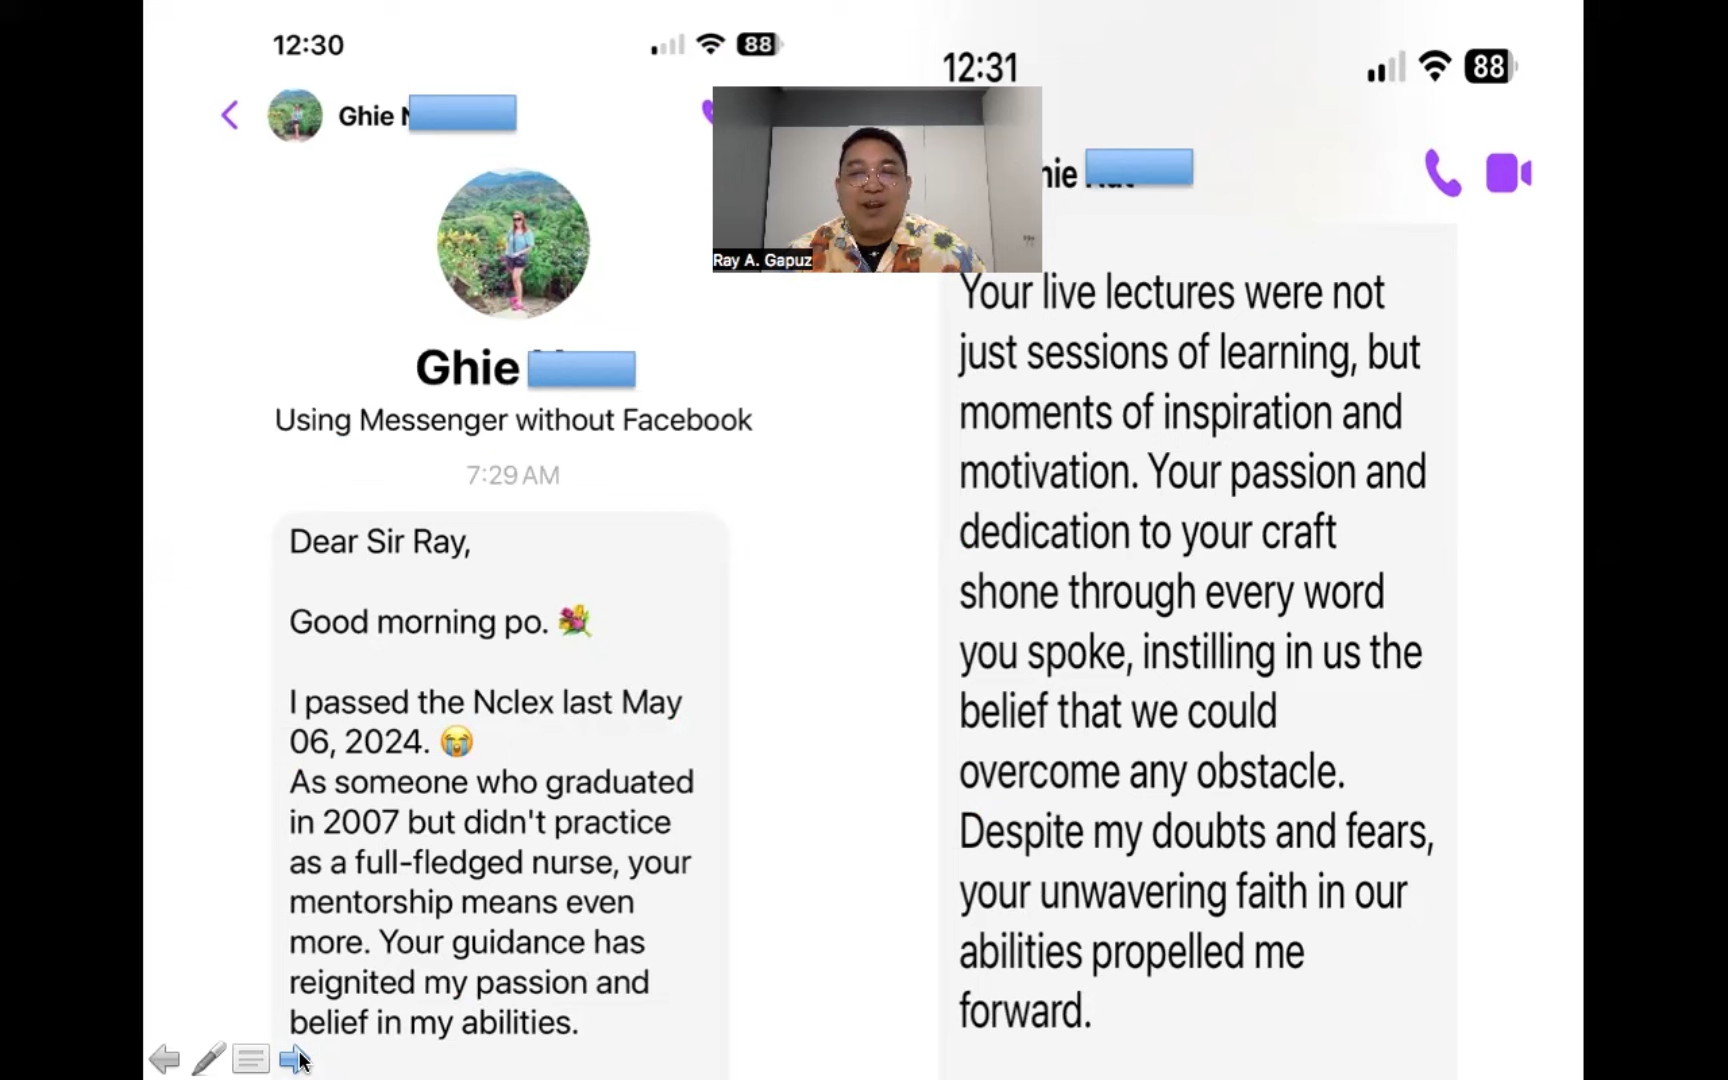 12:30
88
Ghie
Ghie
Using Messenger without Facebook
7:29 AM
Dear Sir Ray,
Good morning po.
I passed the Nclex last May
06, 2024.
As someone who graduated
in 2007 but didn't practice
as a full-fledged nurse, your
mentorship means even
more. Your guidance has
reignited my passion and
belief in my abilities.
Ray A. Gapuz
12:31
88
Your live lectures were not
just sessions of learning, but
moments of inspiration and
motivation. Your passion and
dedication to your craft
shone through every word
you spoke, instilling in us the
belief that we could
overcome any obstacle.
Despite my doubts and fears,
your unwavering faith in our
abilities propelled me
forward.